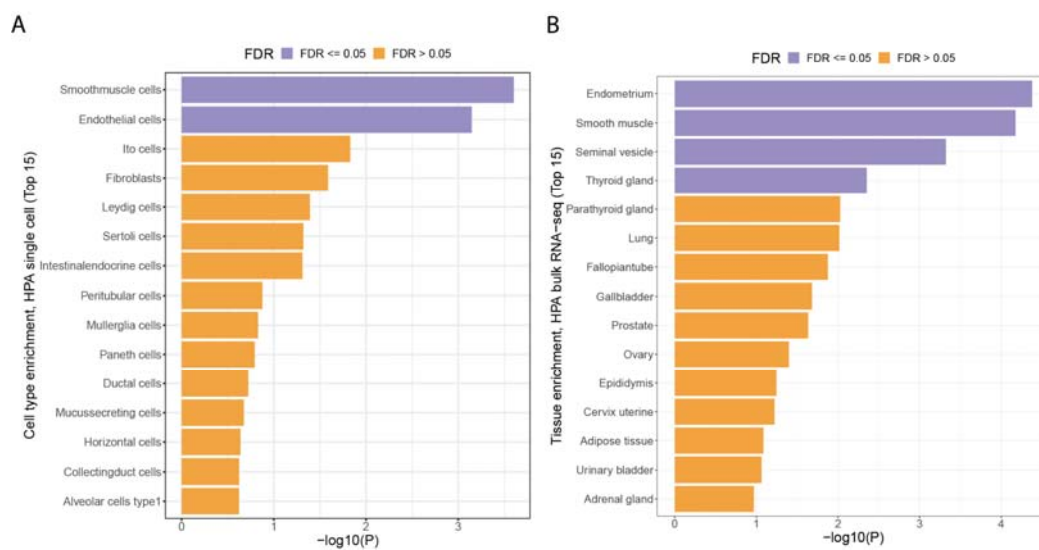 A
FDR FDR <= 0.05 FDR > 0.05
Cell type enrichment, HPA single cell (Top 15)
Smoothmuscle cells
Endothelial cells
Ito cells
Fibroblasts
Leydig cells
Sertoli cells
Intestinalendocrine cells
Peritubular cells
Mullerglia cells
Paneth cells
Ductal cells
Mucussecreting cells
Horizontal cells
Collectingduct cells
Alveolar cells type1
0 1 2 3
−log10(P)
B
FDR FDR <= 0.05 FDR > 0.05
Tissue enrichment, HPA bulk RNA−seq (Top 15)
Endometrium
Smooth muscle
Seminal vesicle
Thyroid gland
Parathyroid gland
Lung
Fallopiantube
Gallbladder
Prostate
Ovary
Epididymis
Cervix uterine
Adipose tissue
Urinary bladder
Adrenal gland
0 1 2 3 4
−log10(P)